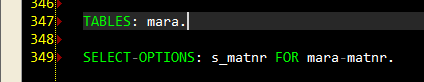 346
347 TABLES: mara.
348
349 SELECT-OPTIONS: s_matnr FOR mara-matnr.